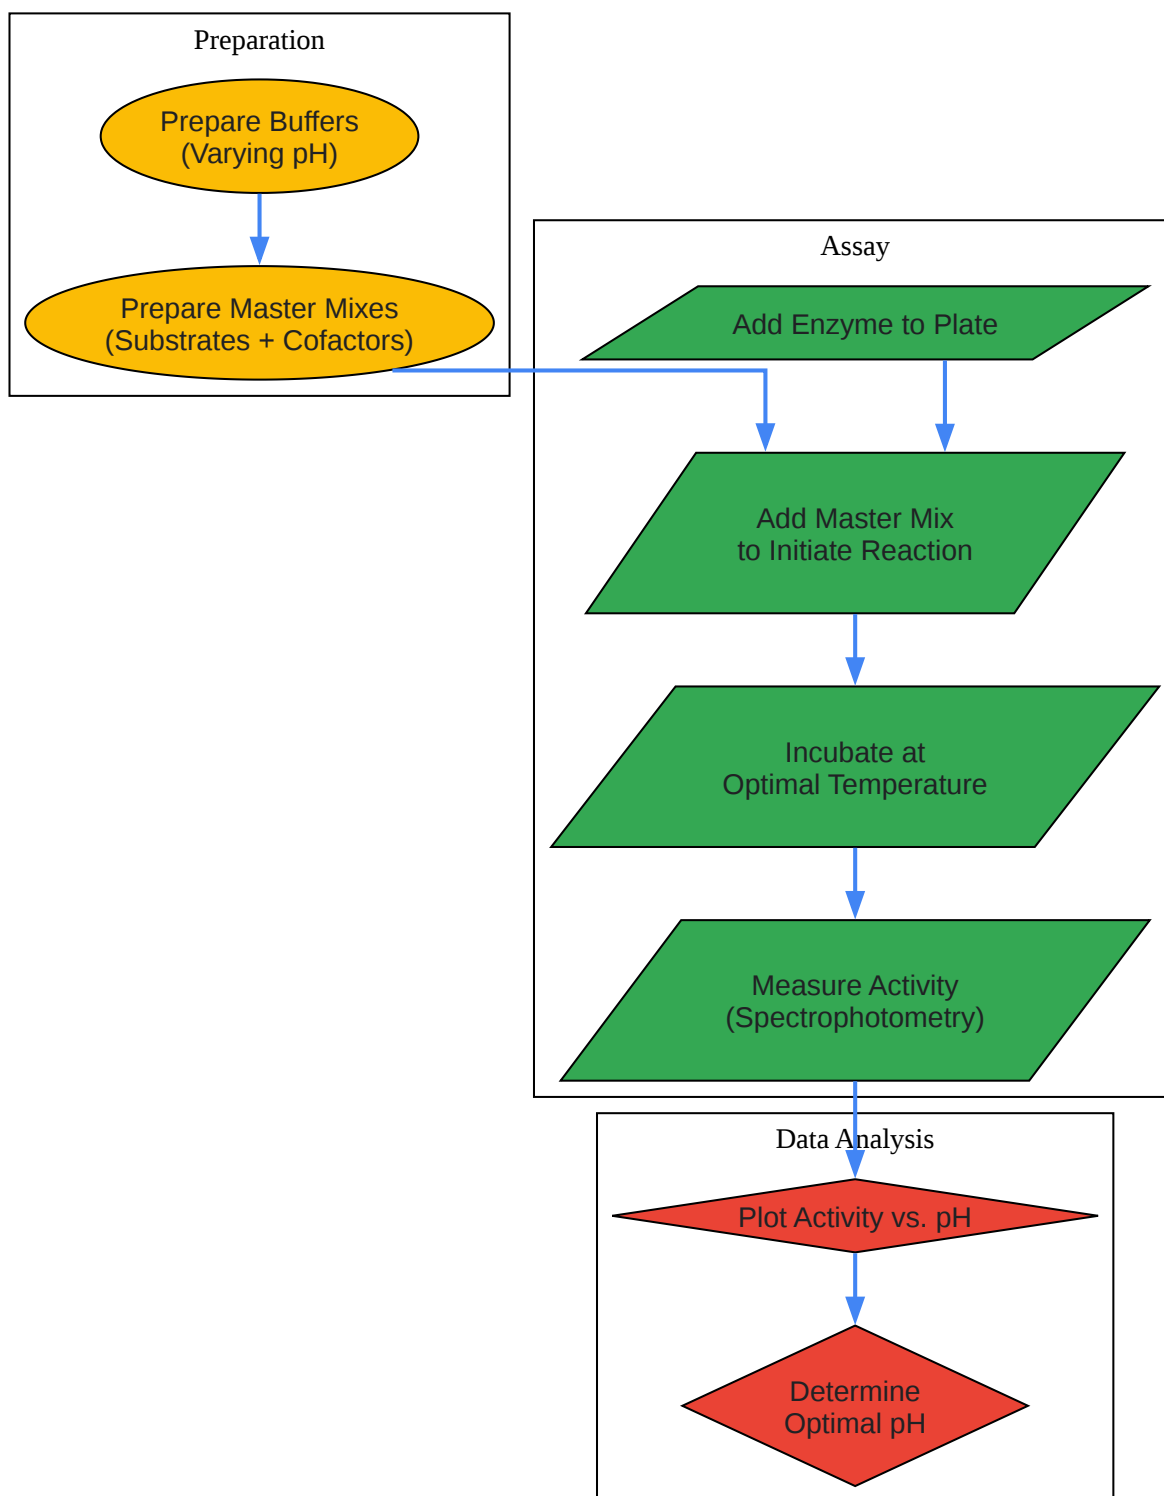 Preparation
Prepare Buffers
(Varying pH)
Prepare Master Mixes
(Substrates + Cofactors)
Assay
Add Enzyme to Plate
Add Master Mix
to Initiate Reaction
Incubate at
Optimal Temperature
Measure Activity
(Spectrophotometry)
Data Analysis
Plot Activity vs. pH
Determine
Optimal pH